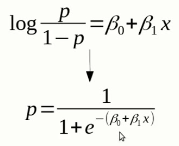 log p/(1−p) = β₀+β₁x
p = 1/(1+e^−(β₀+β₁x))